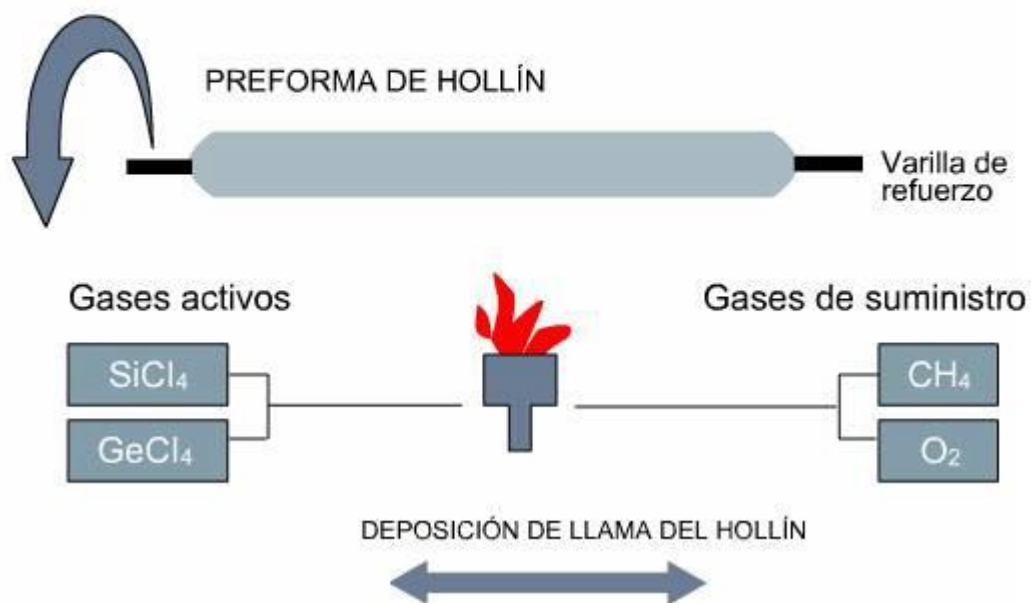 PREFORMA DE HOLLÍN
Varilla de
refuerzo
Gases activos
Gases de suministro
SiCl₄
CH₄
GeCl₄
O₂
DEPOSICIÓN DE LLAMA DEL HOLLÍN